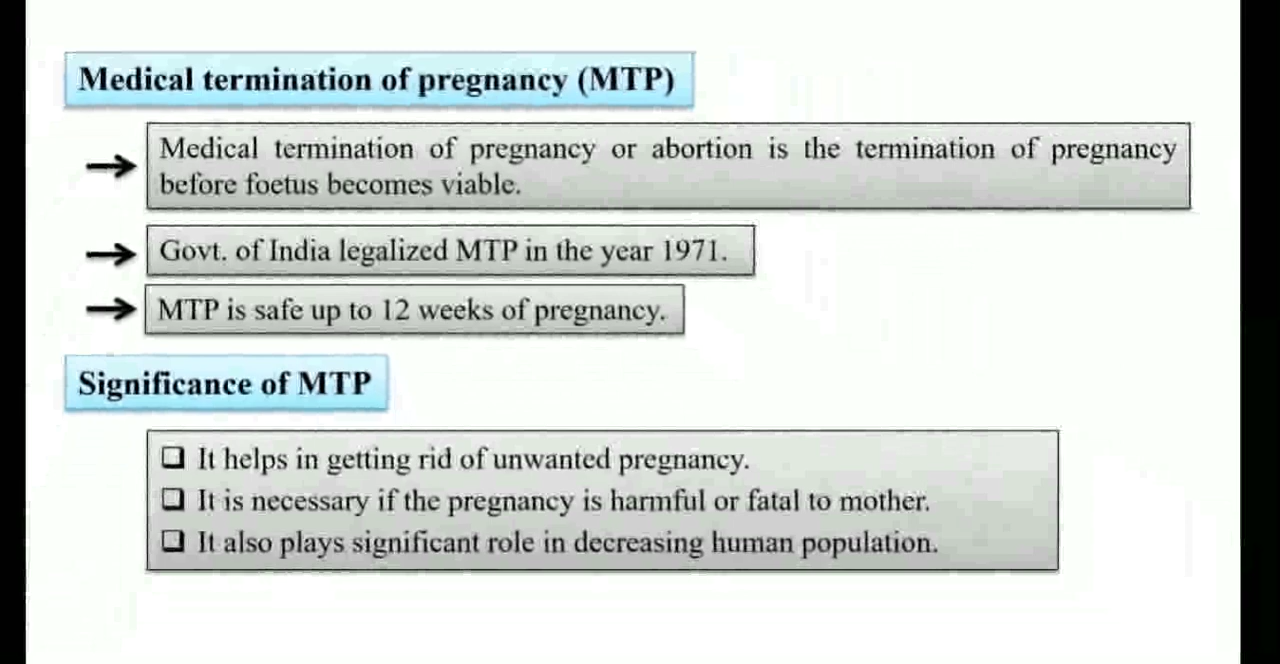 Medical termination of pregnancy (MTP)
Medical termination of pregnancy or abortion is the termination of pregnancy
before foetus becomes viable.
Govt. of India legalized MTP in the year 1971.
MTP is safe up to 12 weeks of pregnancy.
Significance of MTP
It helps in getting rid of unwanted pregnancy.
It is necessary if the pregnancy is harmful or fatal to mother.
It also plays significant role in decreasing human population.